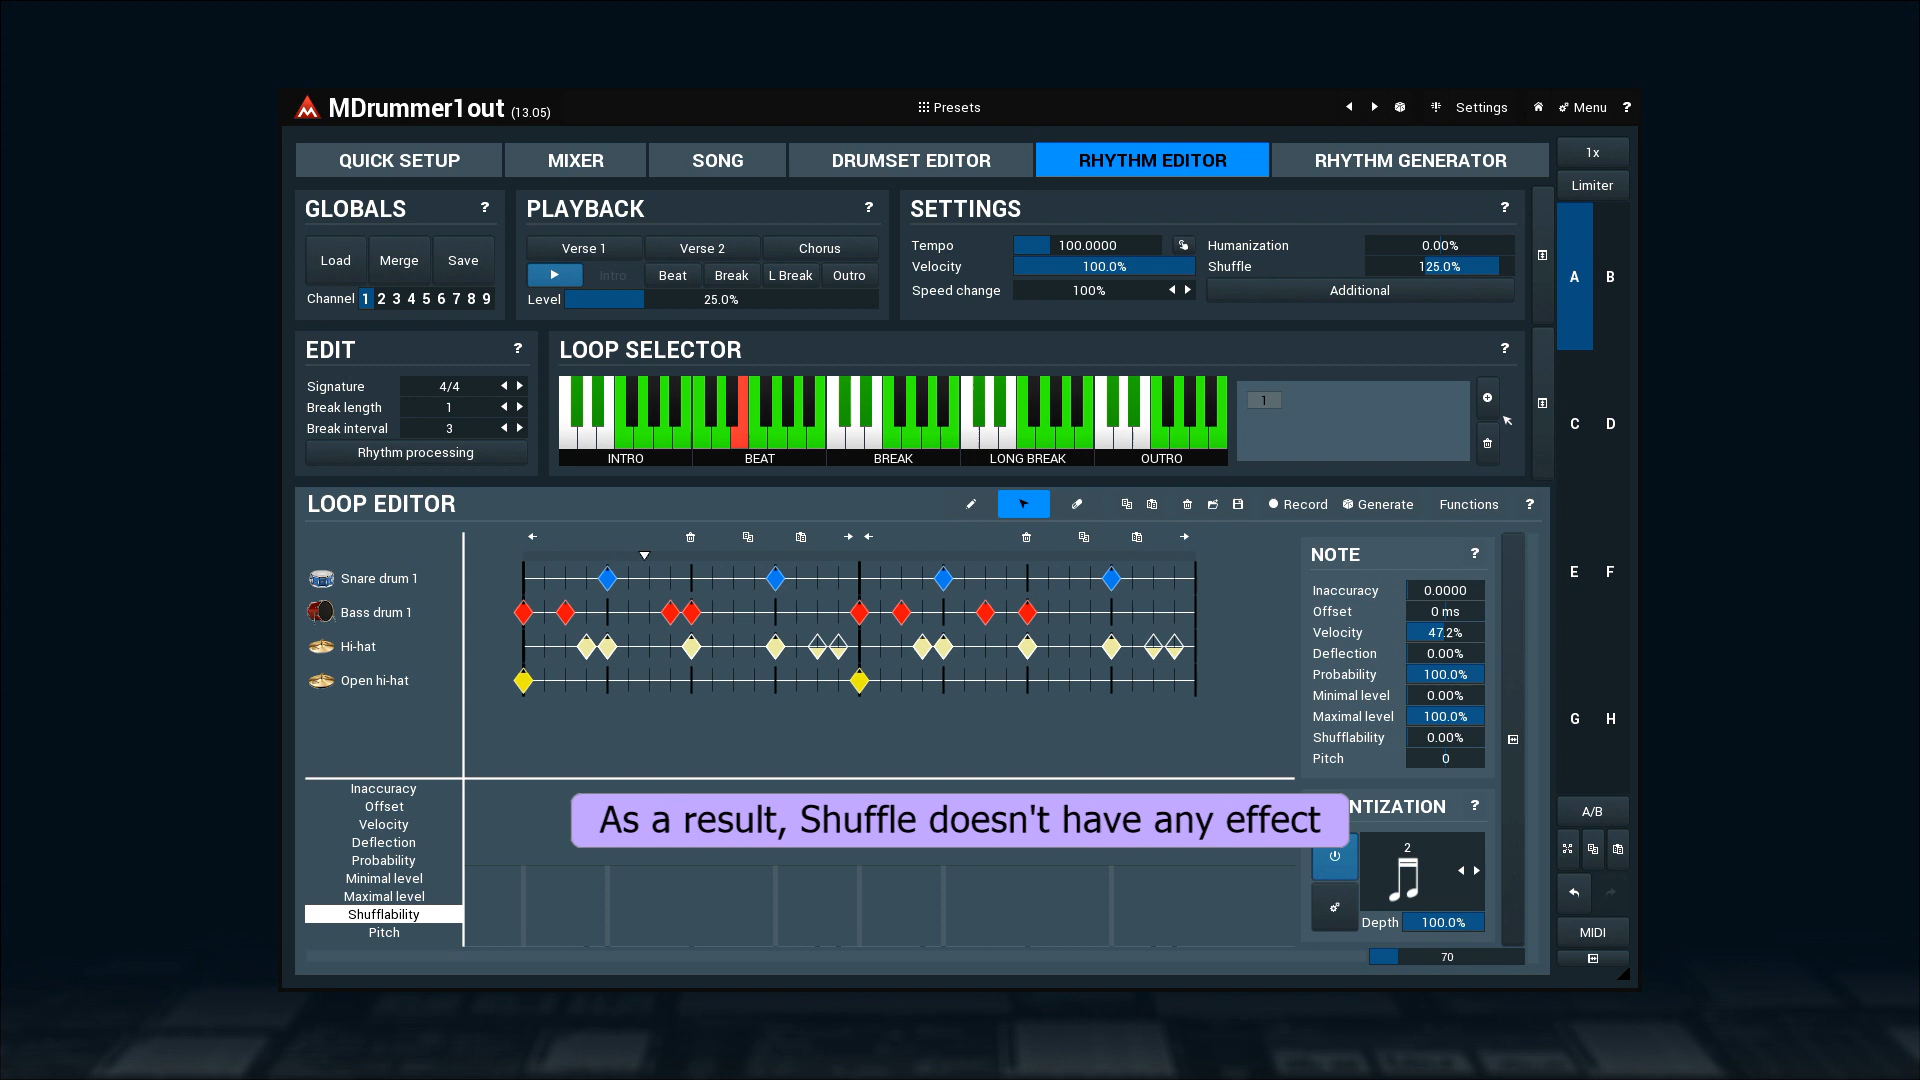 MDrummer1out (13.05)
Presets
Settings
Menu
?
QUICK SETUP
MIXER
SONG
DRUMSET EDITOR
RHYTHM EDITOR
RHYTHM GENERATOR
GLOBALS ?
Load
Merge
Save
Channel 1 2 3 4 5 6 7 8 9
PLAYBACK ?
Verse 1
Verse 2
Chorus
Intro
Beat
Break
L Break
Outro
Level 25.0%
SETTINGS ?
Tempo 100.0000
Humanization 0.00%
Velocity 100.0%
Shuffle 125.0%
Speed change 100%
Additional
EDIT ?
Signature 4/4
Break length 1
Break interval 3
Rhythm processing
LOOP SELECTOR ?
INTRO
BEAT
BREAK
LONG BREAK
OUTRO
1
LOOP EDITOR
Record
Generate
Functions
?
Snare drum 1
Bass drum 1
Hi-hat
Open hi-hat
NOTE ?
Inaccuracy 0.0000
Offset 0 ms
Velocity 47.2%
Deflection 0.00%
Probability 100.0%
Minimal level 0.00%
Maximal level 100.0%
Shufflability 0.00%
Pitch 0
Inaccuracy
Offset
Velocity
Deflection
Probability
Minimal level
Maximal level
Shufflability
Pitch
As a result, Shuffle doesn't have any effect
NTIZATION ?
2
Depth 100.0%
70
1x
Limiter
A B
C D
E F
G H
A/B
MIDI